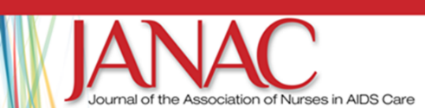 JANAC
Journal of the Association of Nurses in AIDS Care